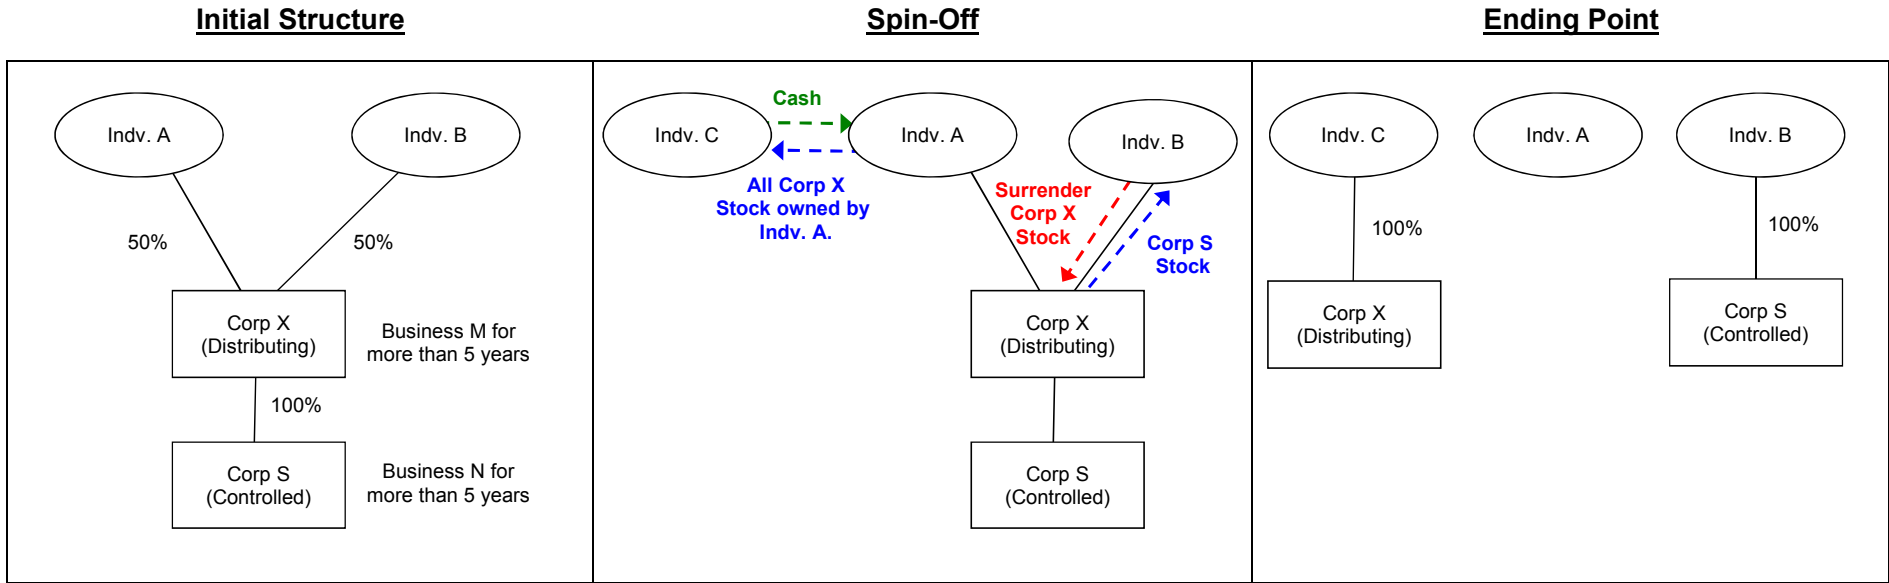 Initial Structure
Spin-Off
Ending Point
Indv. A
Indv. B
50%
50%
Corp X
(Distributing)
Business M for
more than 5 years
100%
Corp S
(Controlled)
Business N for
more than 5 years
Indv. C
Cash
Indv. A
Indv. B
All Corp X
Stock owned by
Indv. A.
Surrender
Corp X
Stock
Corp S
Stock
Corp X
(Distributing)
Corp S
(Controlled)
Indv. C
Indv. A
Indv. B
100%
100%
Corp X
(Distributing)
Corp S
(Controlled)